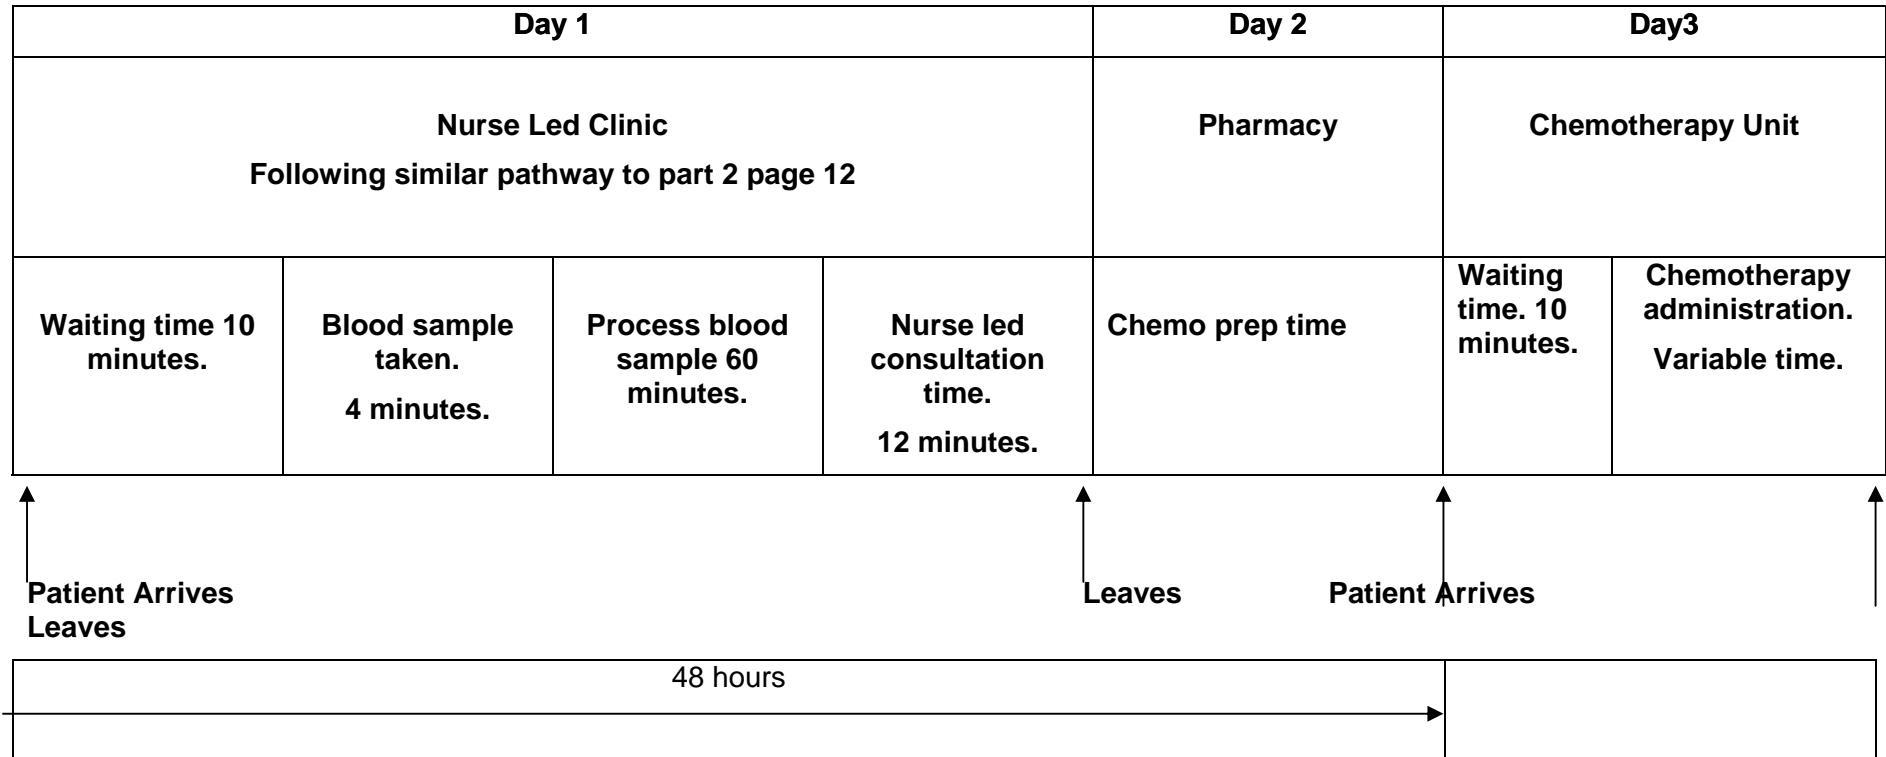 Day 1
Day 2
Day3
Nurse Led Clinic
Following similar pathway to part 2 page 12
Pharmacy
Chemotherapy Unit
Waiting time 10
minutes.
Blood sample
taken.
4 minutes.
Process blood
sample 60
minutes.
Nurse led
consultation
time.
12 minutes.
Chemo prep time
Waiting
time. 10
minutes.
Chemotherapy
administration.
Variable time.
Patient Arrives
Leaves
Leaves
Patient Arrives
48 hours